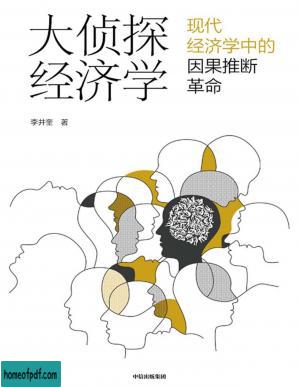 大侦探
经济学
现代
经济学中的
因果推断
革命
李井奎 著
中信出版集团
homeofpdf.com